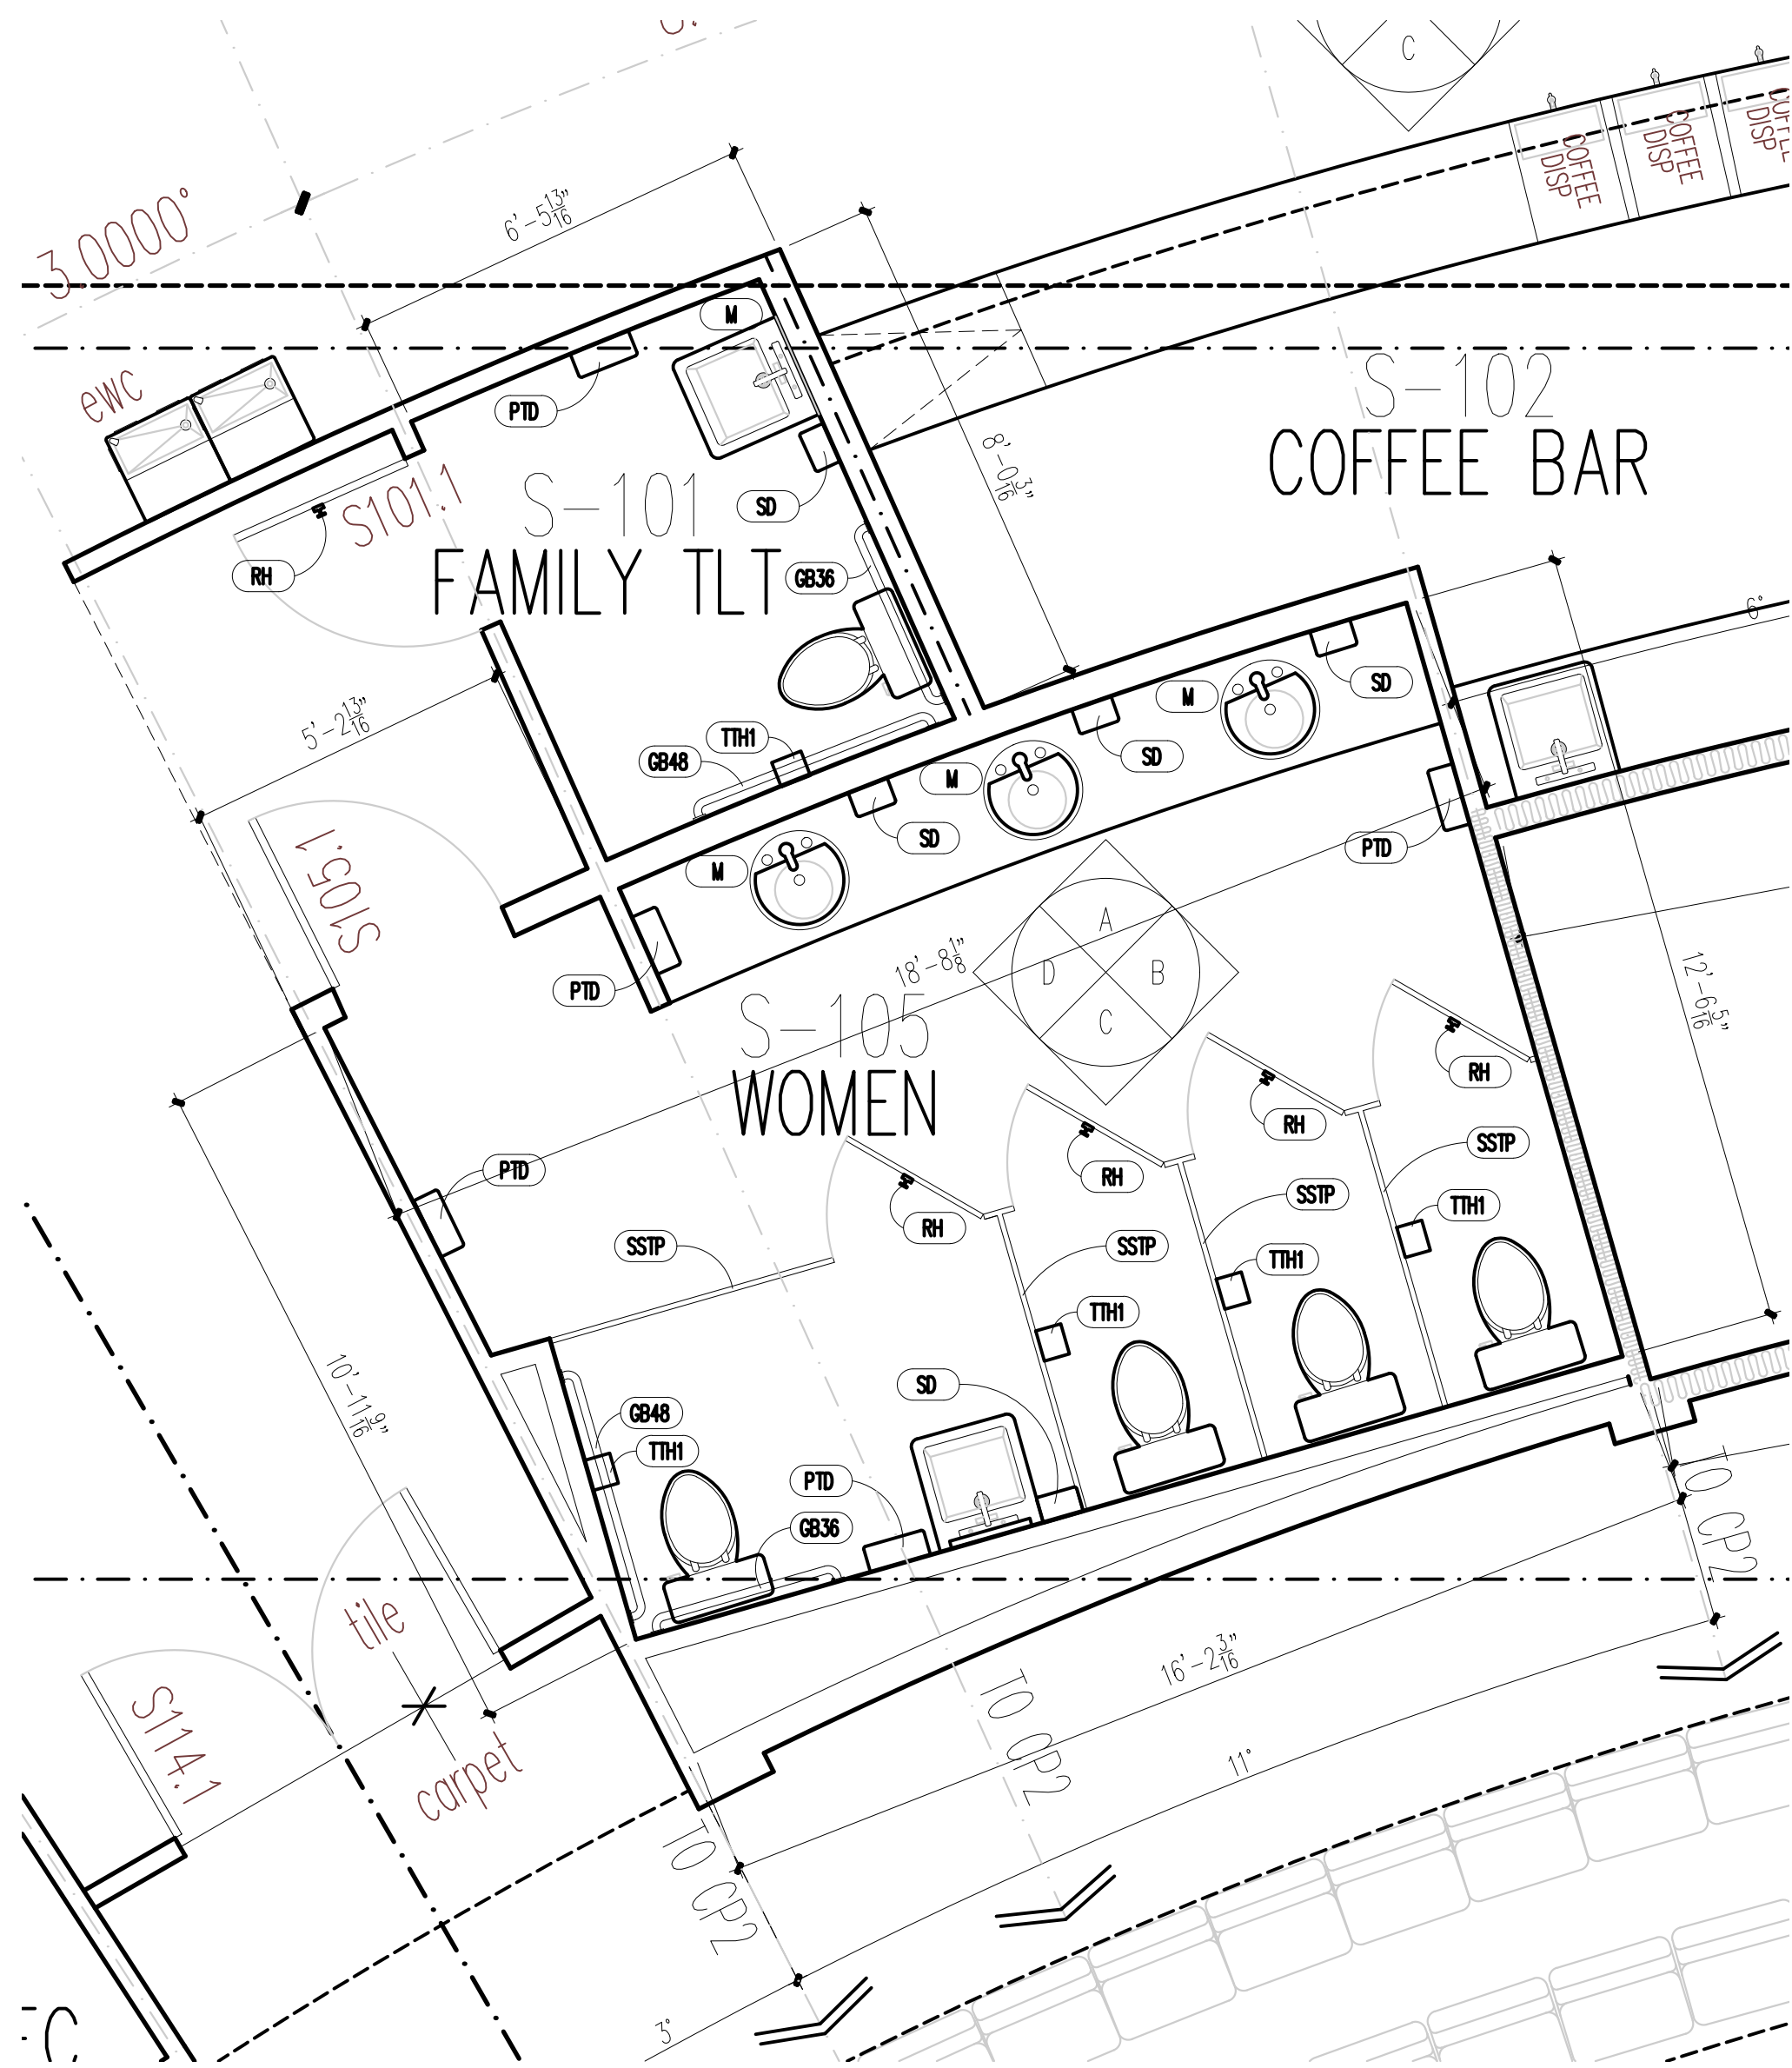 C
COFFEE
DISP
COFFEE
DISP
COFFEE
DISP
3.0000°
6'-5 13/16"
ewc
M
PTD
S-102
COFFEE BAR
8'-0 3/16"
S101.1
S-101
FAMILY TLT
SD
RH
GB36
6°
5'-2 13/16"
TTH1
GB48
M
SD
M
SD
SD
M
PTD
S105.1
PTD
18'-8 1/8"
A
D
B
C
S-105
WOMEN
12'-6 5/16"
RH
RH
RH
RH
SSTP
SSTP
SSTP
SSTP
PTD
TTH1
TTH1
TTH1
10'-11 9/16"
GB48
TTH1
SD
PTD
GB36
TO CP2
tile
carpet
S114.1
16'-2 3/16"
TO CP2
11°
TO CP2
3°